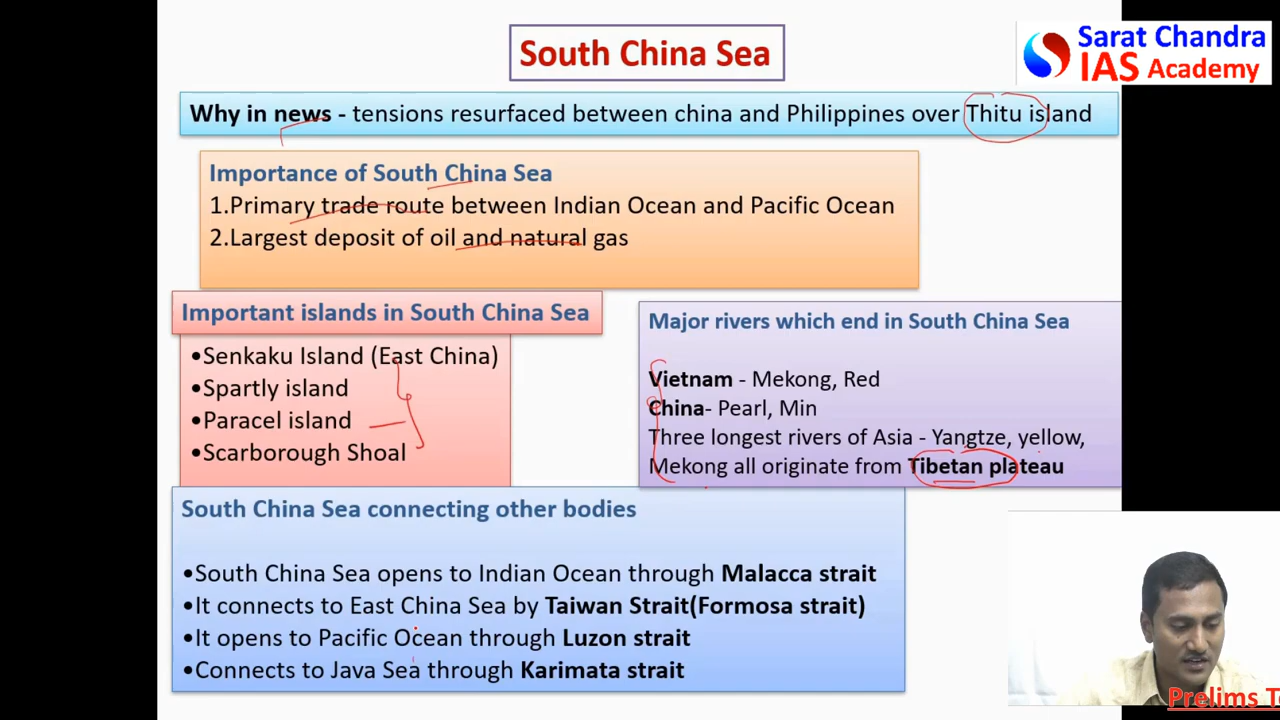 South China Sea
Sarat Chandra
IAS Academy
Why in news - tensions resurfaced between china and Philippines over Thitu island
Importance of South China Sea
1.Primary trade route between Indian Ocean and Pacific Ocean
2.Largest deposit of oil and natural gas
Important islands in South China Sea
•Senkaku Island (East China)
•Spartly island
•Paracel island
•Scarborough Shoal
Major rivers which end in South China Sea
Vietnam - Mekong, Red
China- Pearl, Min
Three longest rivers of Asia - Yangtze, yellow,
Mekong all originate from Tibetan plateau
South China Sea connecting other bodies
•South China Sea opens to Indian Ocean through Malacca strait
•It connects to East China Sea by Taiwan Strait(Formosa strait)
•It opens to Pacific Ocean through Luzon strait
•Connects to Java Sea through Karimata strait
Prelims